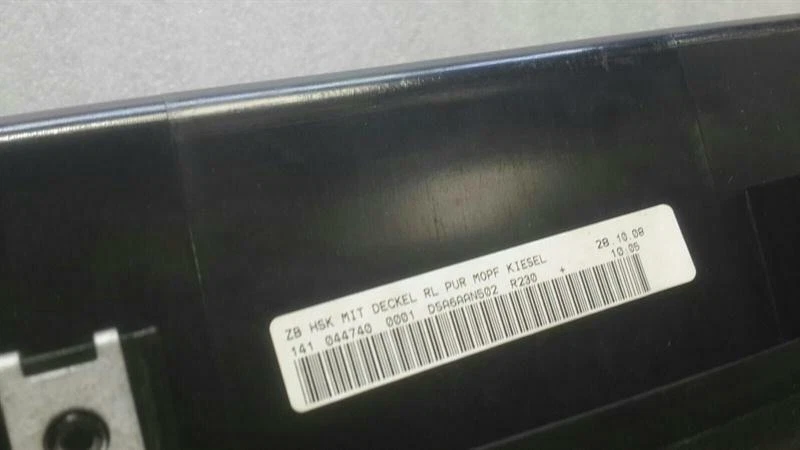 ZB HSK MIT DECKEL RL PUR MOPF KIESEL 28.10.08
141 044740 0001 D5A6AAN502 R230 + 10:05